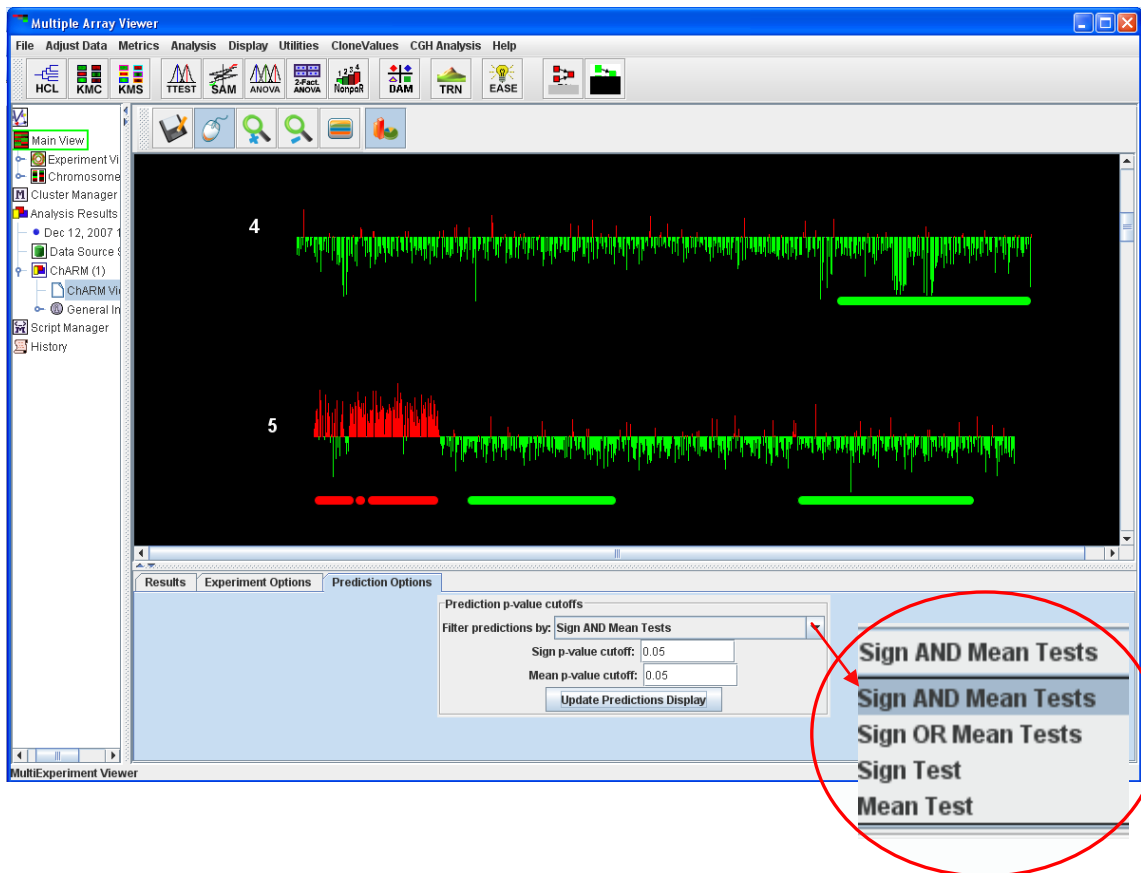 Multiple Array Viewer
File Adjust Data Metrics Analysis Display Utilities CloneValues CGH Analysis Help
HCL KMC KMS TTEST SAM ANOVA 2-Fact. ANOVA NonpaR DAM TRN EASE
Main View
Experiment Vi
Chromosome
Cluster Manager
Analysis Results
Dec 12, 2007 1
Data Source S
ChARM (1)
ChARM Vie
General In
Script Manager
History
4
5
Results Experiment Options Prediction Options
Prediction p-value cutoffs
Filter predictions by: Sign AND Mean Tests
Sign p-value cutoff: 0.05
Mean p-value cutoff: 0.05
Update Predictions Display
Sign AND Mean Tests
Sign AND Mean Tests
Sign OR Mean Tests
Sign Test
Mean Test
MultiExperiment Viewer